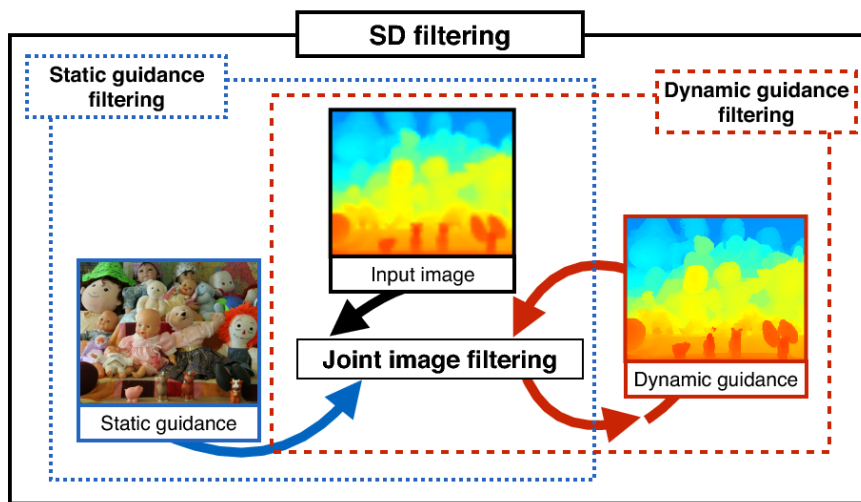 SD filtering
Static guidance
filtering
Dynamic guidance
filtering
Input image
Joint image filtering
Dynamic guidance
Static guidance